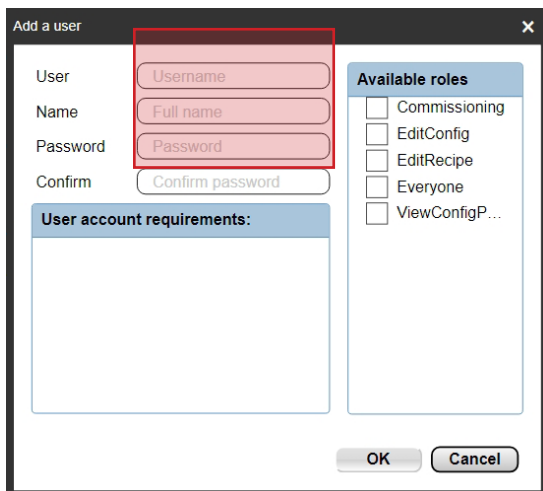 Add a user
User Username
Name Full name
Password Password
Confirm Confirm password
User account requirements:
Available roles
Commissioning
EditConfig
EditRecipe
Everyone
ViewConfigP...
OK Cancel